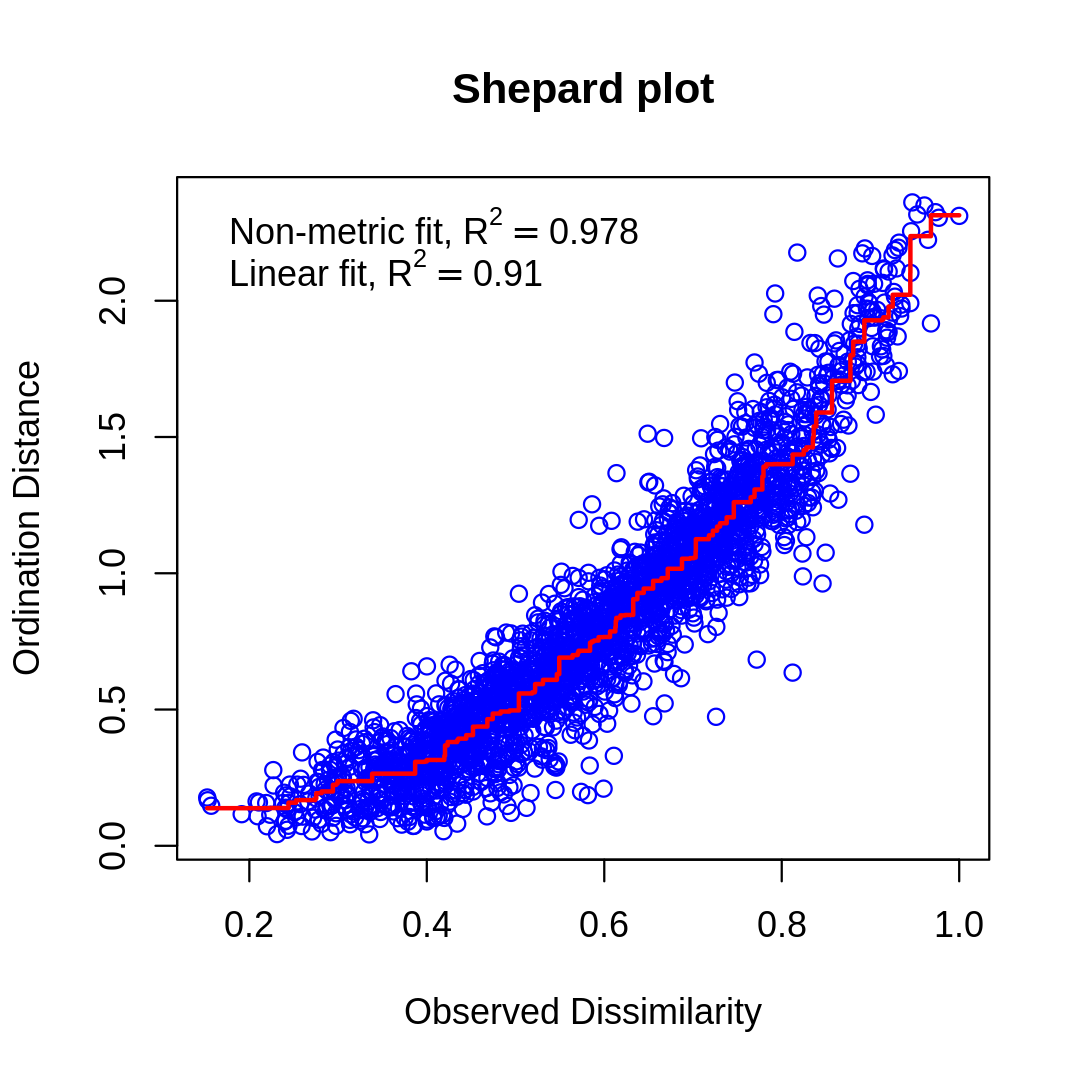 Shepard plot
Non-metric fit, R² = 0.978
Linear fit, R² = 0.91
Ordination Distance
2.0
1.5
1.0
0.5
0.0
0.2 0.4 0.6 0.8 1.0
Observed Dissimilarity